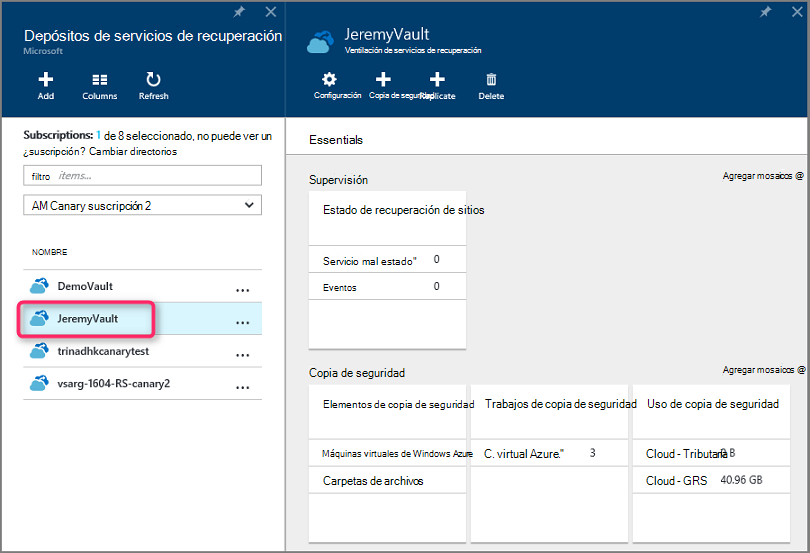 Depósitos de servicios de recuperación
Microsoft
Add
Columns
Refresh
Subscriptions: 1 de 8 seleccionado, no puede ver un
¿suscripción? Cambiar directorios
filtro items...
AM Canary suscripción 2
NOMBRE
DemoVault ...
JeremyVault ...
trinadhkcanarytest ...
vsarg-1604-RS-canary2 ...
JeremyVault
Ventilación de servicios de recuperación
Configuración
Copia de seguridad
Replicate
Delete
Essentials
Supervisión
Agregar mosaicos @
Estado de recuperación de sitios
Servicio mal estado" 0
Eventos 0
Copia de seguridad
Agregar mosaicos @
Elementos de copia de seguridad
Máquinas virtuales de Windows Azure
Carpetas de archivos
Trabajos de copia de seguridad
C. virtual Azure." 3
Uso de copia de seguridad
Cloud - Tributaria 0 B
Cloud - GRS 40.96 GB